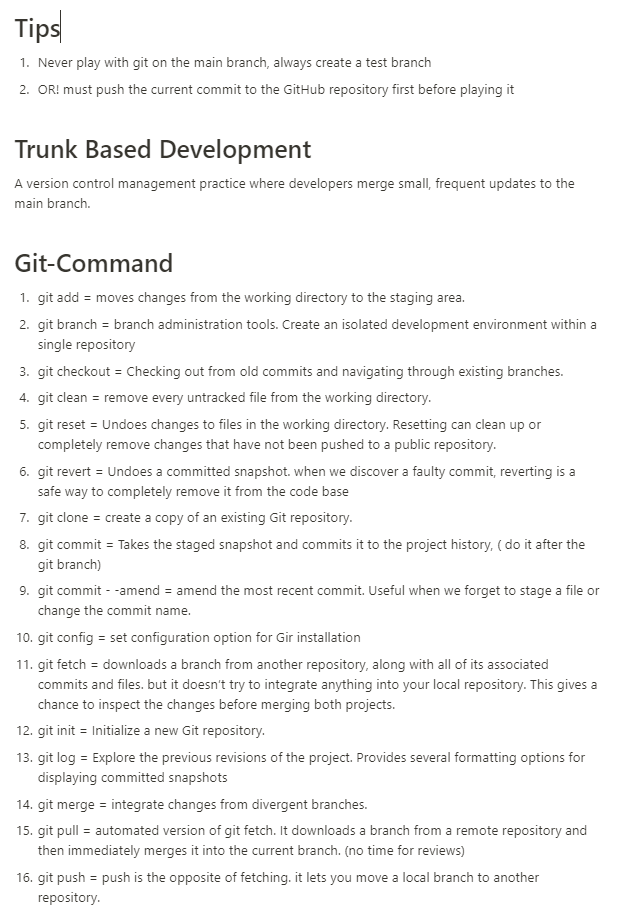 Tips
1. Never play with git on the main branch, always create a test branch
2. OR! must push the current commit to the GitHub repository first before playing it
Trunk Based Development
A version control management practice where developers merge small, frequent updates to the
main branch.
Git-Command
1. git add = moves changes from the working directory to the staging area.
2. git branch = branch administration tools. Create an isolated development environment within a
single repository
3. git checkout = Checking out from old commits and navigating through existing branches.
4. git clean = remove every untracked file from the working directory.
5. git reset = Undoes changes to files in the working directory. Resetting can clean up or
completely remove changes that have not been pushed to a public repository.
6. git revert = Undoes a committed snapshot. when we discover a faulty commit, reverting is a
safe way to completely remove it from the code base
7. git clone = create a copy of an existing Git repository.
8. git commit = Takes the staged snapshot and commits it to the project history, ( do it after the
git branch)
9. git commit - -amend = amend the most recent commit. Useful when we forget to stage a file or
change the commit name.
10. git config = set configuration option for Gir installation
11. git fetch = downloads a branch from another repository, along with all of its associated
commits and files. but it doesn't try to integrate anything into your local repository. This gives a
chance to inspect the changes before merging both projects.
12. git init = Initialize a new Git repository.
13. git log = Explore the previous revisions of the project. Provides several formatting options for
displaying committed snapshots
14. git merge = integrate changes from divergent branches.
15. git pull = automated version of git fetch. It downloads a branch from a remote repository and
then immediately merges it into the current branch. (no time for reviews)
16. git push = push is the opposite of fetching. it lets you move a local branch to another
repository.